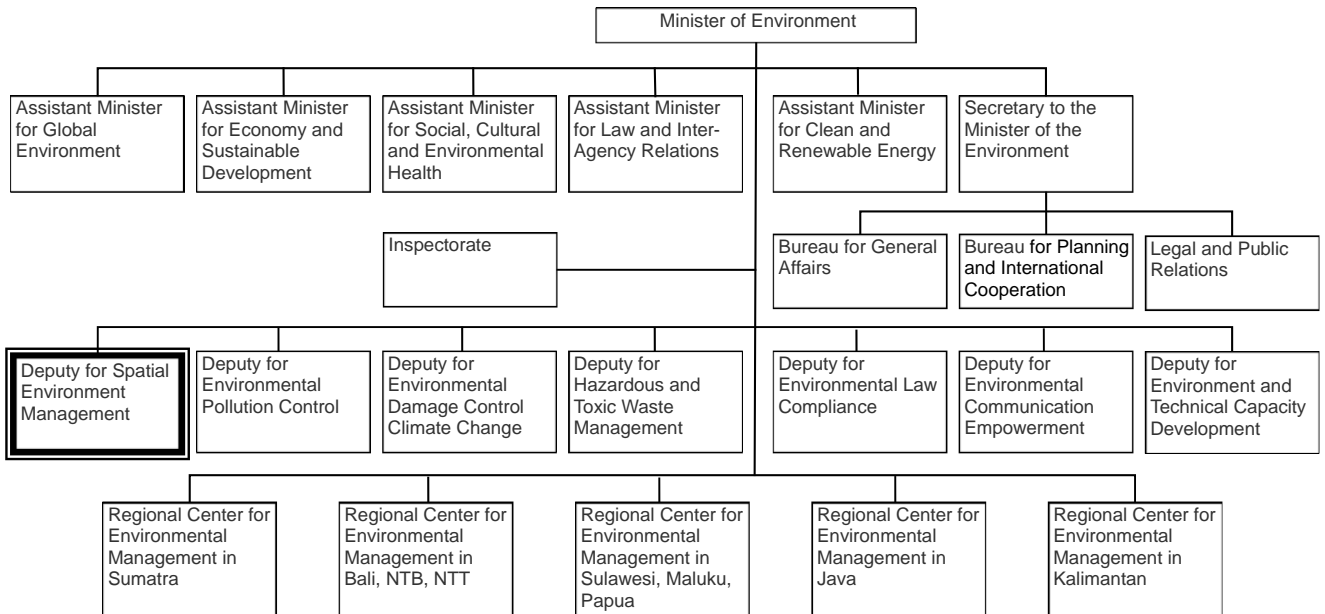 Minister of Environment
Assistant Minister
for Global
Environment
Assistant Minister
for Economy and
Sustainable
Development
Assistant Minister
for Social, Cultural
and Environmental
Health
Assistant Minister
for Law and Inter-
Agency Relations
Assistant Minister
for Clean and
Renewable Energy
Secretary to the
Minister of the
Environment
Inspectorate
Bureau for General
Affairs
Bureau for Planning
and International
Cooperation
Legal and Public
Relations
Deputy for Spatial
Environment
Management
Deputy for
Environmental
Pollution Control
Deputy for
Environmental
Damage Control
Climate Change
Deputy for
Hazardous and
Toxic Waste
Management
Deputy for
Environmental Law
Compliance
Deputy for
Environmental
Communication
Empowerment
Deputy for
Environment and
Technical Capacity
Development
Regional Center for
Environmental
Management in
Sumatra
Regional Center for
Environmental
Management in
Bali, NTB, NTT
Regional Center for
Environmental
Management in
Sulawesi, Maluku,
Papua
Regional Center for
Environmental
Management in
Java
Regional Center for
Environmental
Management in
Kalimantan